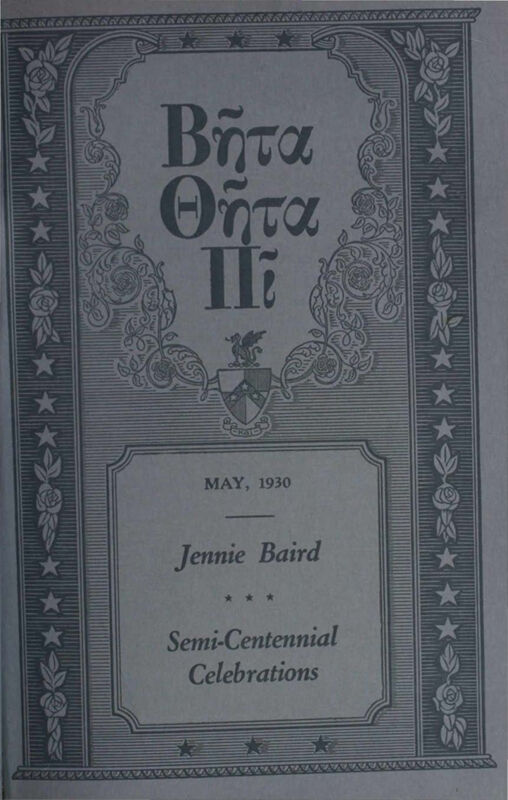 Βη̃τα
Θη̃τα
Πι̃
MAY, 1930
Jennie Baird
Semi-Centennial
Celebrations